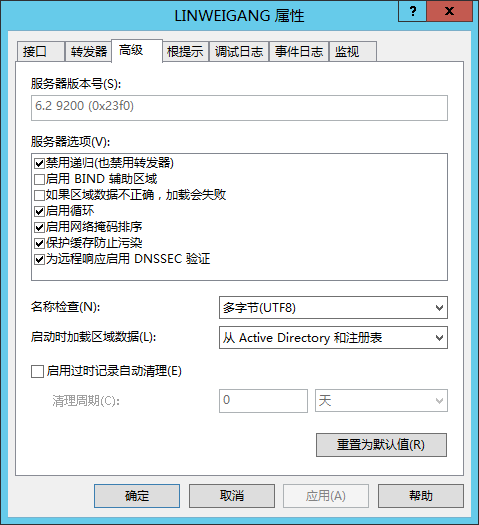 LINWEIGANG 属性
? x
接口 转发器 高级 根提示 调试日志 事件日志 监视
服务器版本号(S):
6.2 9200 (0x23f0)
服务器选项(V):
禁用递归(也禁用转发器)
启用 BIND 辅助区域
如果区域数据不正确，加载会失败
启用循环
启用网络掩码排序
保护缓存防止污染
为远程响应启用 DNSSEC 验证
名称检查(N): 多字节(UTF8)
启动时加载区域数据(L): 从 Active Directory 和注册表
启用过时记录自动清理(E)
清理周期(C): 0 天
重置为默认值(R)
确定 取消 应用(A) 帮助